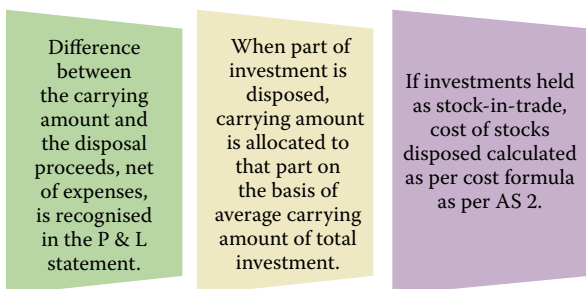 Difference
between
the carrying
amount and
the disposal
proceeds, net
of expenses,
is recognised
in the P & L
statement.
When part of
investment is
disposed,
carrying amount
is allocated to
that part on
the basis of
average carrying
amount of total
investment.
If investments held
as stock-in-trade,
cost of stocks
disposed calculated
as per cost formula
as per AS 2.